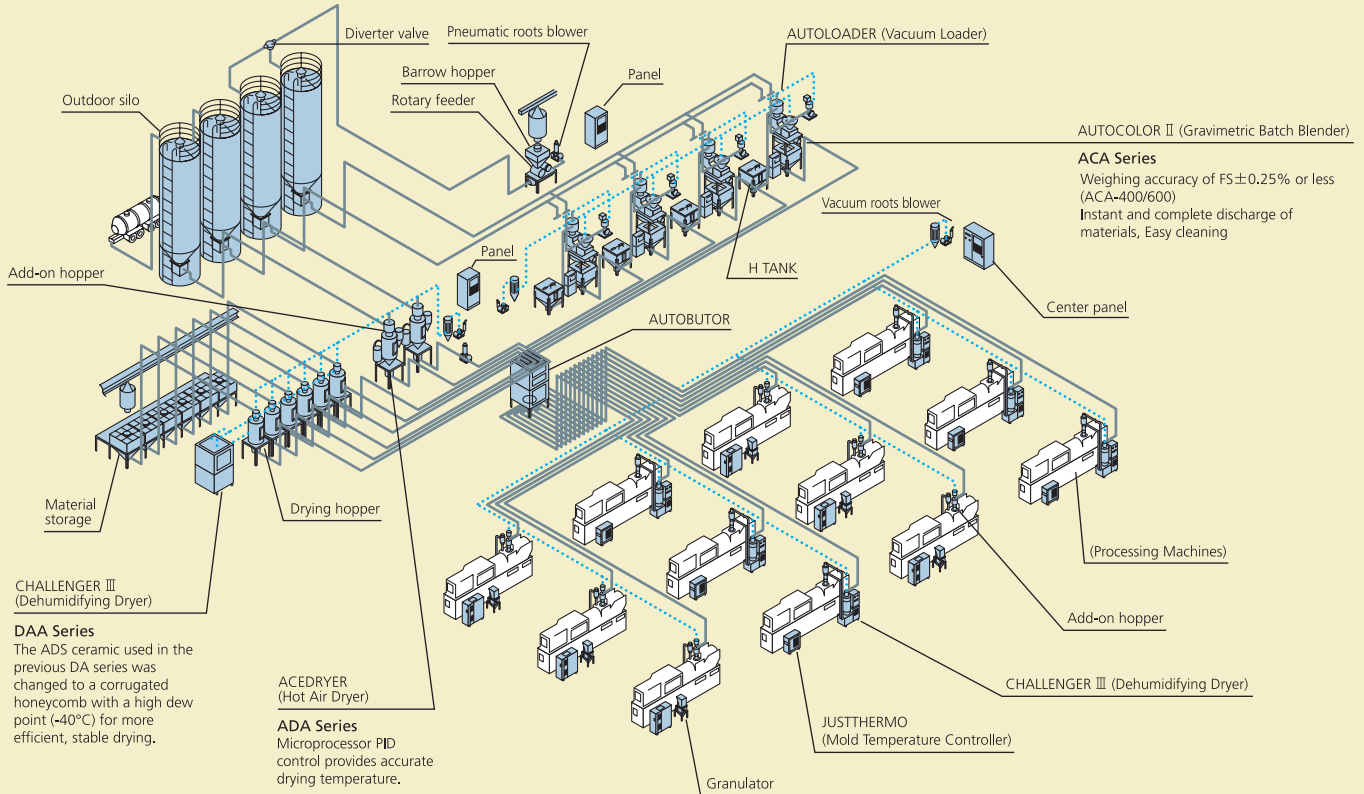 Diverter valve
Pneumatic roots blower
AUTOLOADER (Vacuum Loader)
Barrow hopper
Panel
Outdoor silo
Rotary feeder
AUTOCOLOR Ⅱ (Gravimetric Batch Blender)
ACA Series
Weighing accuracy of FS±0.25% or less
(ACA-400/600)
Instant and complete discharge of
materials, Easy cleaning
Vacuum roots blower
Panel
Add-on hopper
H TANK
Center panel
AUTOBUTOR
Material
storage
Drying hopper
(Processing Machines)
CHALLENGER Ⅲ
(Dehumidifying Dryer)
DAA Series
The ADS ceramic used in the
previous DA series was
changed to a corrugated
honeycomb with a high dew
point (-40°C) for more
efficient, stable drying.
Add-on hopper
ACEDRYER
(Hot Air Dryer)
ADA Series
Microprocessor PID
control provides accurate
drying temperature.
CHALLENGER Ⅲ (Dehumidifying Dryer)
JUSTTHERMO
(Mold Temperature Controller)
Granulator